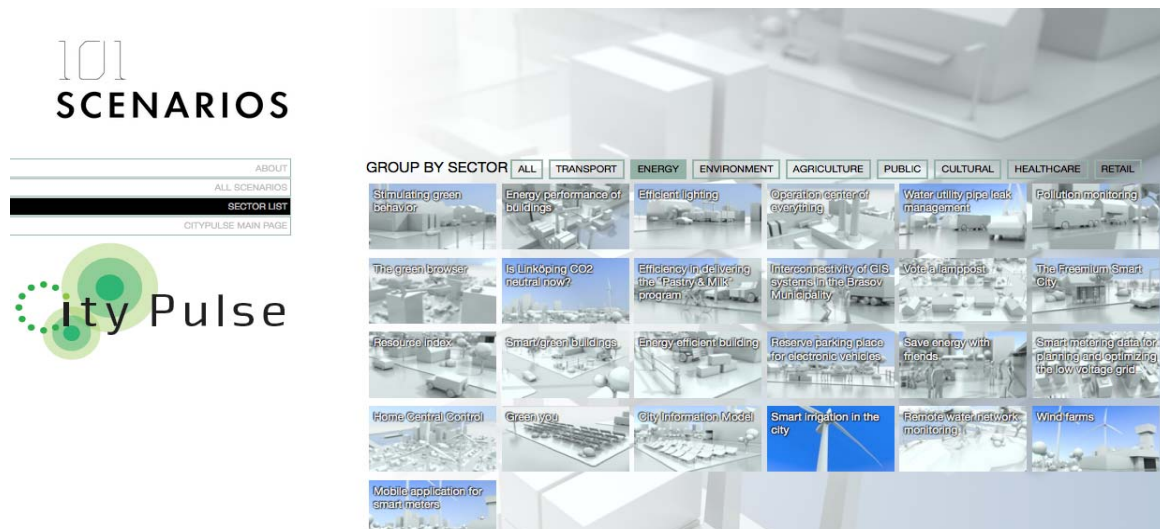 101
SCENARIOS
ABOUT
ALL SCENARIOS
SECTOR LIST
CITYPULSE MAIN PAGE
City Pulse
GROUP BY SECTOR ALL TRANSPORT ENERGY ENVIRONMENT AGRICULTURE PUBLIC CULTURAL HEALTHCARE RETAIL
Stimulating green
behavior
Energy performance of
buildings
Efficient lighting
Operation center of
everything
Water utility pipe leak
management
Pollution monitoring
The green browser
Is Linköping CO2
neutral now?
Efficiency in delivering
the "Pastry & Milk"
program
Interconnectivity of GIS
systems in the Brasov
Municipality
Vote a lamppost
The Freemium Smart
City
Resource index
Smart/green buildings
Energy efficient building
Reserve parking place
for electronic vehicles
Save energy with
friends
Smart metering data for
planning and optimizing
the low voltage grid
Home Central Control
Green you
City Information Model
Smart irrigation in the
city
Remote water network
monitoring
Wind farms
Mobile application for
smart meters